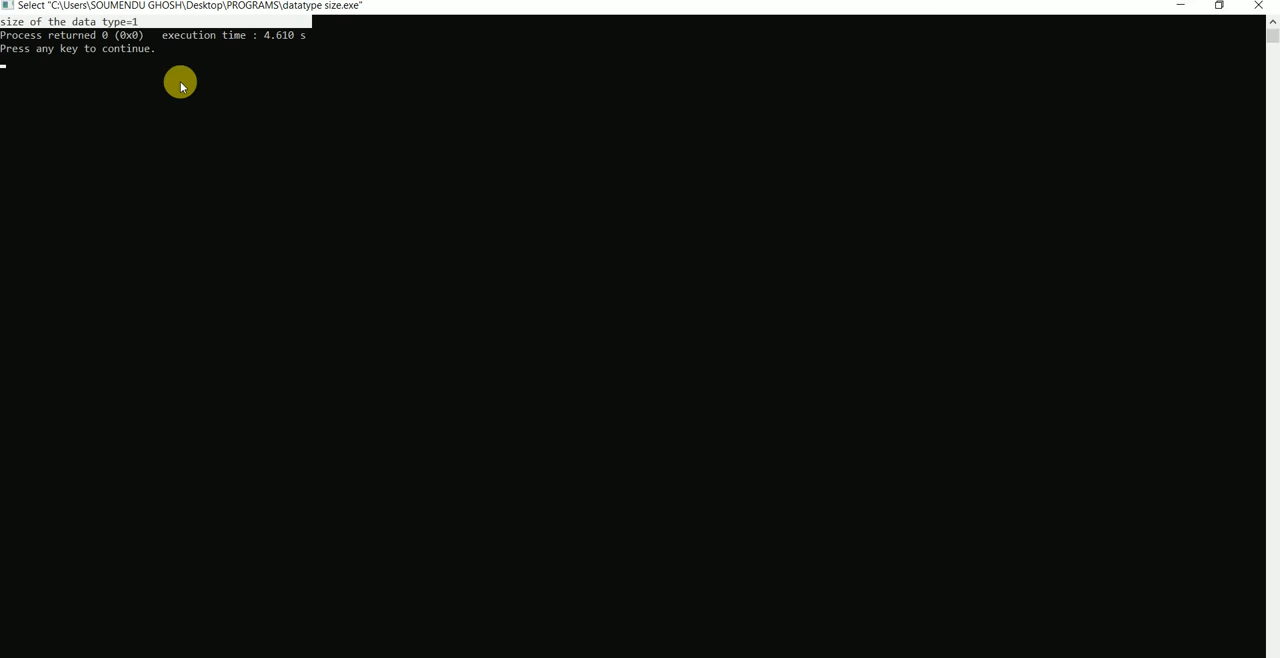 Select "C:\Users\SOUMENDU GHOSH\Desktop\PROGRAMS\datatype size.exe"
size of the data type=1
Process returned 0 (0x0)   execution time : 4.610 s
Press any key to continue.